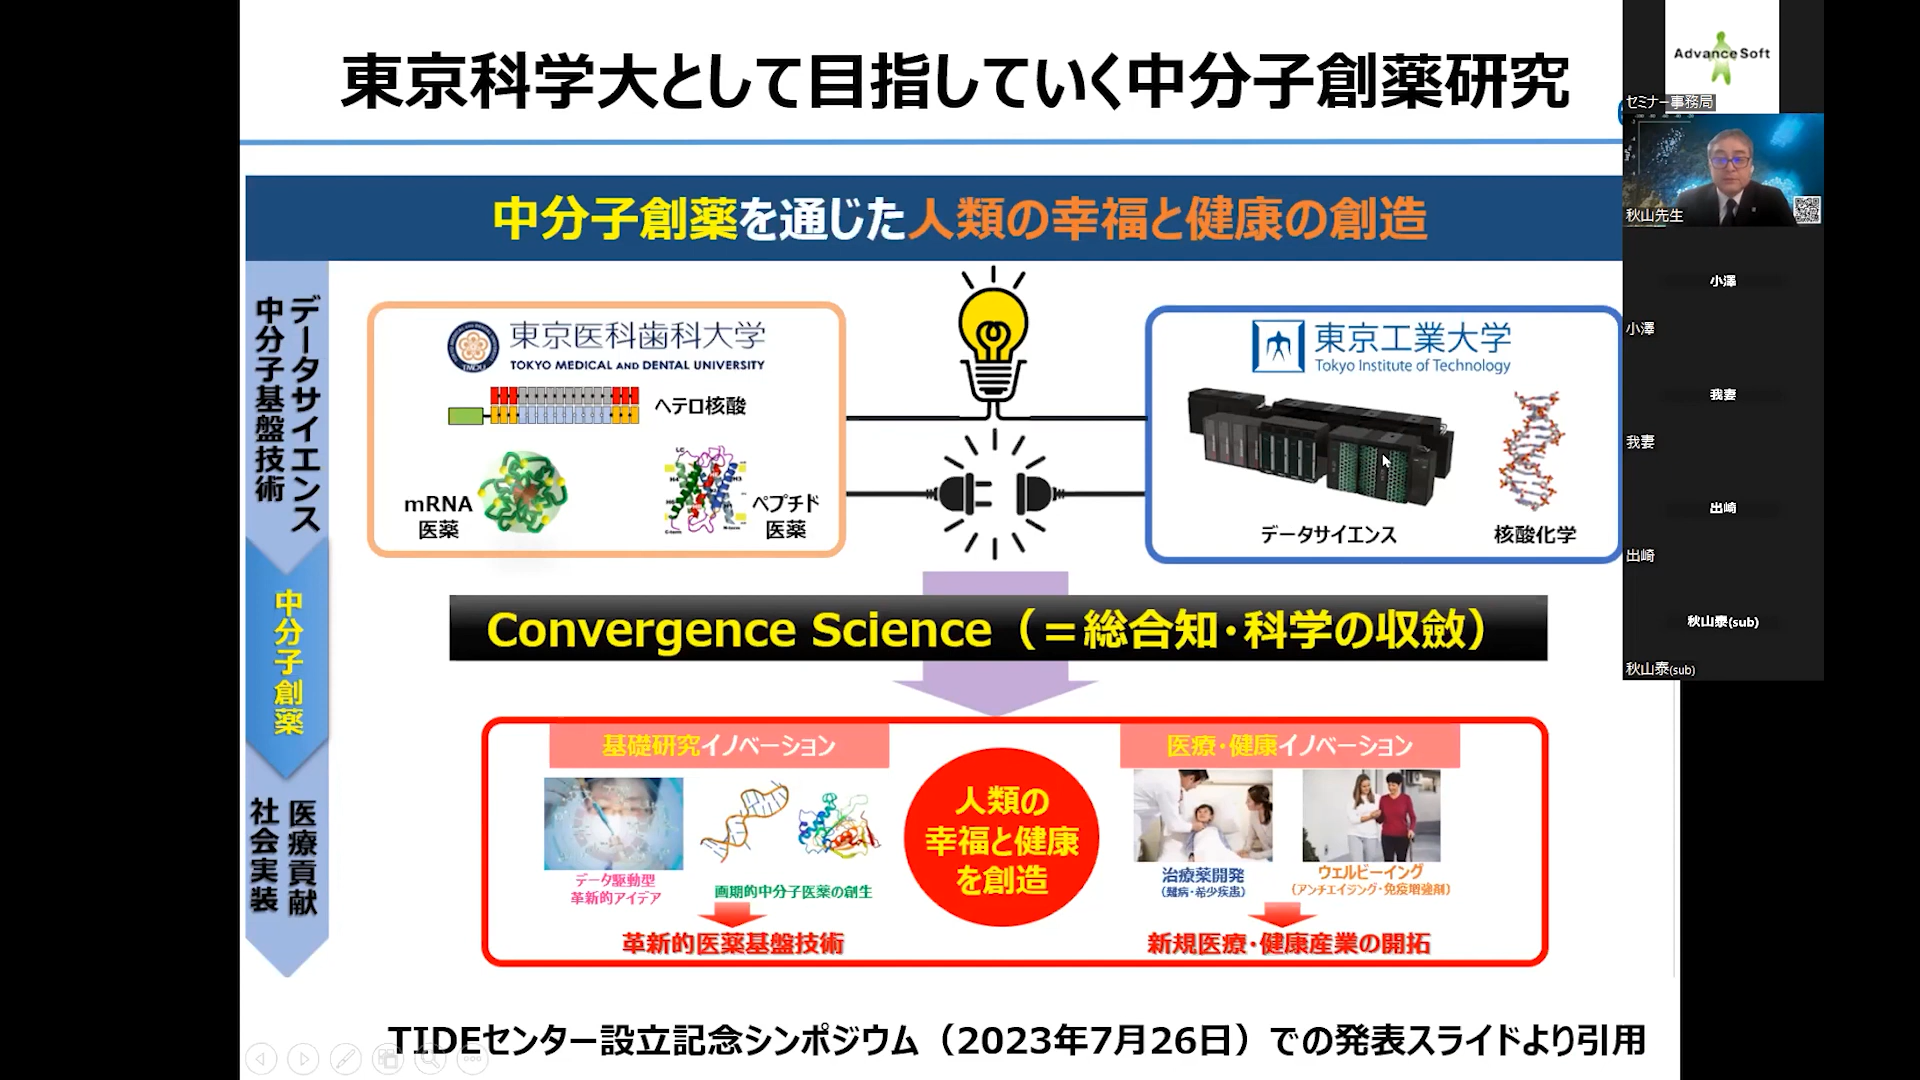 東京科学大として目指していく中分子創薬研究
中分子創薬を通じた人類の幸福と健康の創造
データサイエンス
中分子基盤技術
中分子創薬
医療貢献
社会実装
東京医科歯科大学
TOKYO MEDICAL AND DENTAL UNIVERSITY
ヘテロ核酸
mRNA
医薬
ペプチド
医薬
東京工業大学
Tokyo Institute of Technology
データサイエンス
核酸化学
Convergence Science（＝総合知・科学の収斂）
基礎研究イノベーション
データ駆動型
革新的アイデア
画期的中分子医薬の創生
革新的医薬基盤技術
人類の
幸福と健康
を創造
医療・健康イノベーション
治療薬開発
（難病・希少疾患）
ウェルビーイング
（アンチエイジング・免疫増強剤）
新規医療・健康産業の開拓
TIDEセンター設立記念シンポジウム（2023年7月26日）での発表スライドより引用
AdvanceSoft
セミナー事務局
秋山先生
小澤
小澤
我妻
我妻
出崎
出崎
秋山泰(sub)
秋山泰(sub)